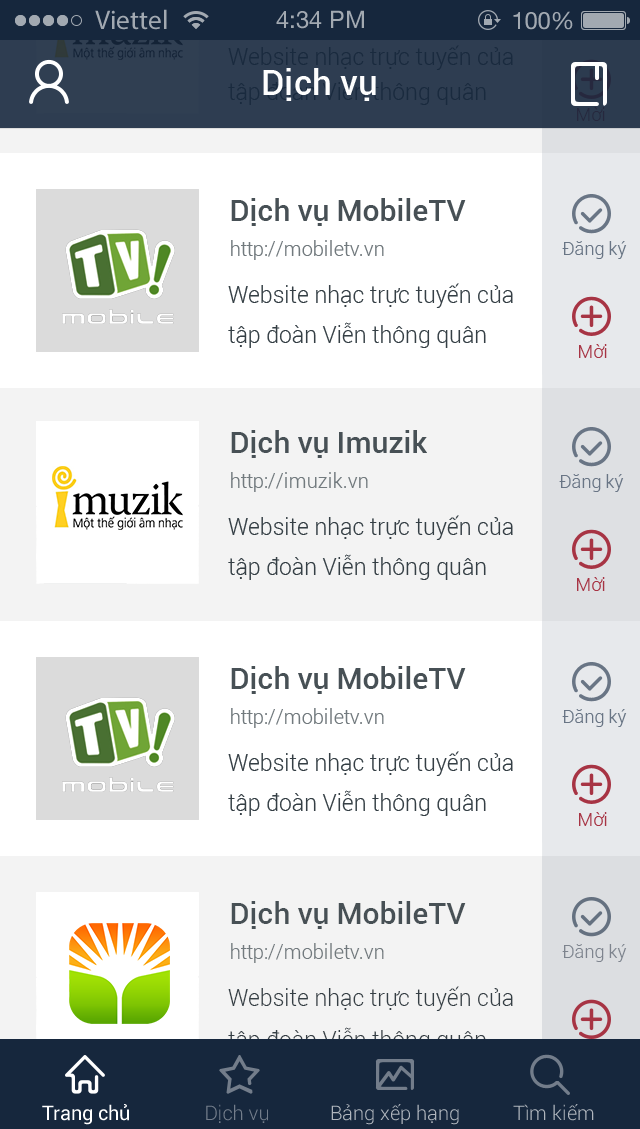 Viettel 4:34 PM 100%
Một thế giới âm nhạc
Website nhạc trực tuyến của
tập đoàn Viễn thông quân
Mời
Dịch vụ
TV!
mobile
Dịch vụ MobileTV
http://mobiletv.vn
Website nhạc trực tuyến của
tập đoàn Viễn thông quân
Đăng ký
Mời
imuzik
Một thế giới âm nhạc
Dịch vụ Imuzik
http://imuzik.vn
Website nhạc trực tuyến của
tập đoàn Viễn thông quân
Đăng ký
Mời
TV!
mobile
Dịch vụ MobileTV
http://mobiletv.vn
Website nhạc trực tuyến của
tập đoàn Viễn thông quân
Đăng ký
Mời
Dịch vụ MobileTV
http://mobiletv.vn
Website nhạc trực tuyến của
tập đoàn Viễn thông quân
Đăng ký
Trang chủ
Dịch vụ
Bảng xếp hạng
Tìm kiếm